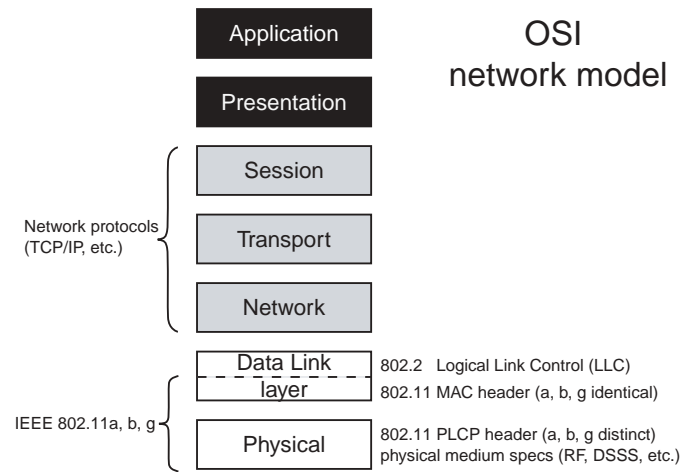 Application
OSI
network model
Presentation
Session
Network protocols
(TCP/IP, etc.)
Transport
Network
Data Link
layer
802.2 Logical Link Control (LLC)
802.11 MAC header (a, b, g identical)
IEEE 802.11a, b, g
Physical
802.11 PLCP header (a, b, g distinct)
physical medium specs (RF, DSSS, etc.)